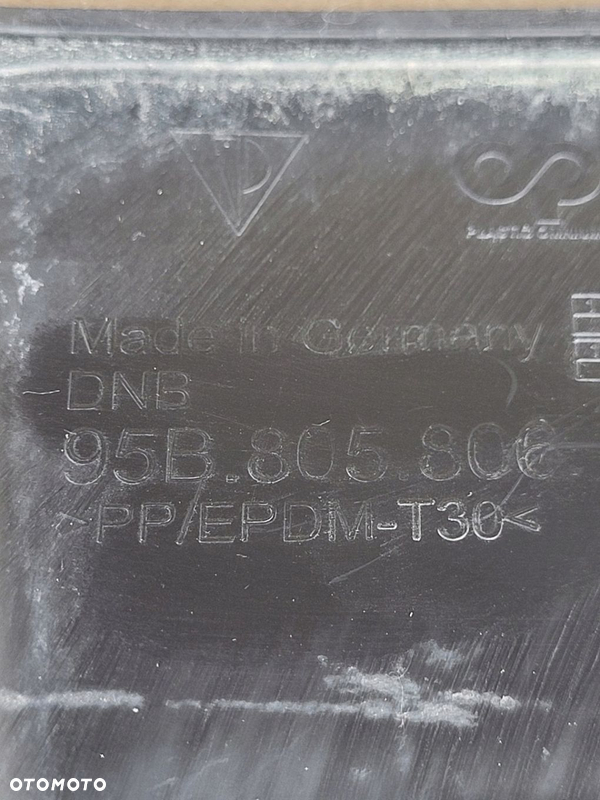 Made in Germany
DNB
95B.805.806
>PP/EPDM-T30<
OTOMOTO